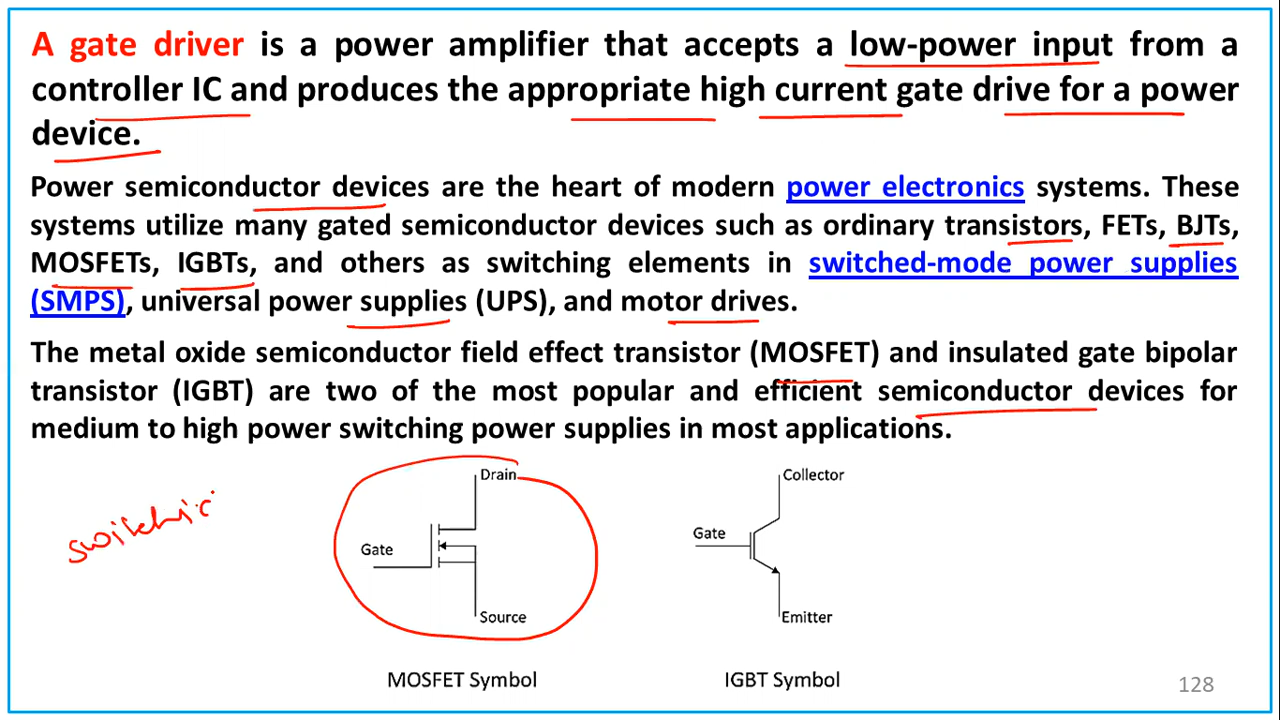 A gate driver is a power amplifier that accepts a low-power input from a
controller IC and produces the appropriate high current gate drive for a power
device.
Power semiconductor devices are the heart of modern power electronics systems. These
systems utilize many gated semiconductor devices such as ordinary transistors, FETs, BJTs,
MOSFETs, IGBTs, and others as switching elements in switched-mode power supplies
(SMPS), universal power supplies (UPS), and motor drives.
The metal oxide semiconductor field effect transistor (MOSFET) and insulated gate bipolar
transistor (IGBT) are two of the most popular and efficient semiconductor devices for
medium to high power switching power supplies in most applications.
Drain
Gate
Source
MOSFET Symbol
Collector
Gate
Emitter
IGBT Symbol
128